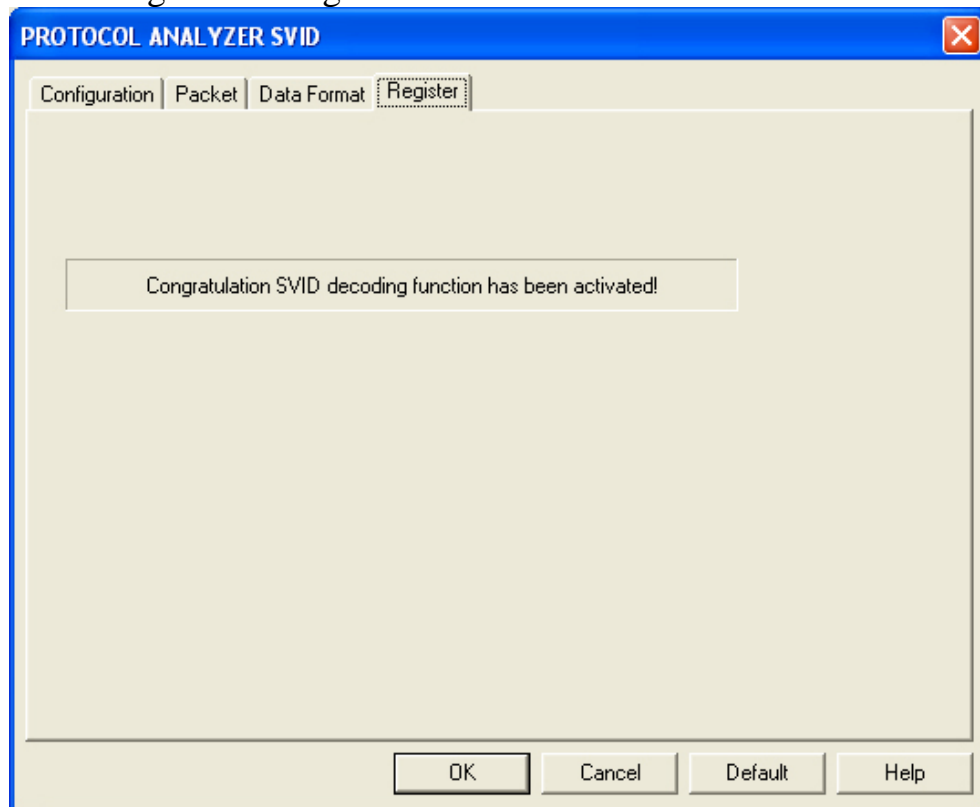 PROTOCOL ANALYZER SVID
Configuration Packet Data Format Register
Congratulation SVID decoding function has been activated!
OK Cancel Default Help